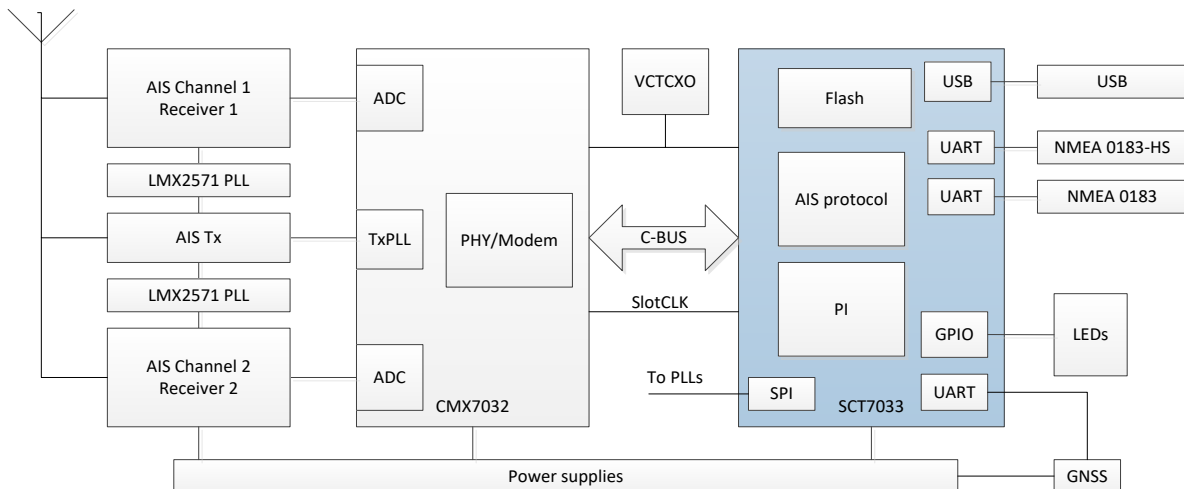 AIS Channel 1
Receiver 1
LMX2571 PLL
AIS Tx
LMX2571 PLL
AIS Channel 2
Receiver 2
ADC
TxPLL
ADC
PHY/Modem
CMX7032
VCTCXO
C-BUS
SlotCLK
To PLLs
Flash
AIS protocol
PI
SPI
SCT7033
USB
UART
UART
GPIO
UART
USB
NMEA 0183-HS
NMEA 0183
LEDs
Power supplies
GNSS